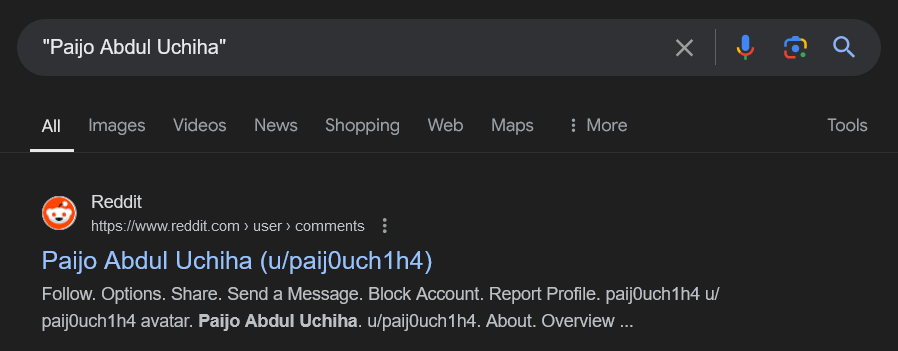 "Paijo Abdul Uchiha"
All Images Videos News Shopping Web Maps More Tools
Reddit
https://www.reddit.com › user › comments
Paijo Abdul Uchiha (u/paij0uch1h4)
Follow. Options. Share. Send a Message. Block Account. Report Profile. paij0uch1h4 u/
paij0uch1h4 avatar. Paijo Abdul Uchiha. u/paij0uch1h4. About. Overview ...